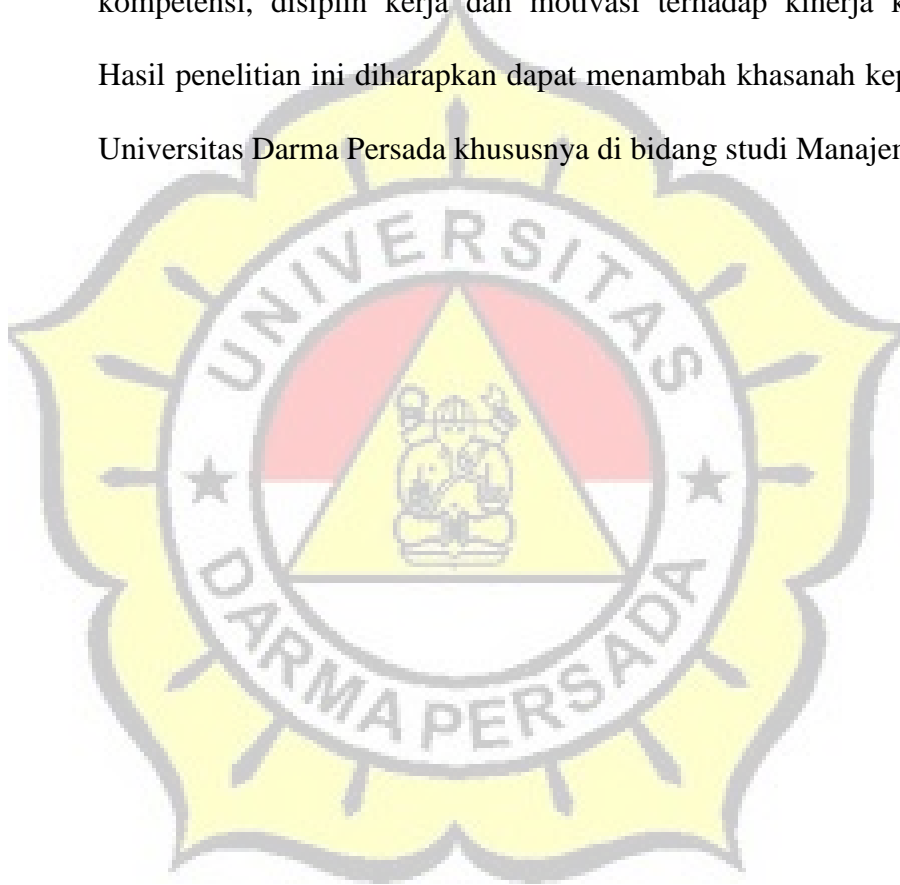 kompetensi, disiplin kerja dan motivasi terhadap kinerja
Hasil penelitian ini diharapkan dapat menambah khasanah
Universitas Darma Persada khususnya di bidang studi
UNIVERSITAS
DARMA PERSADA